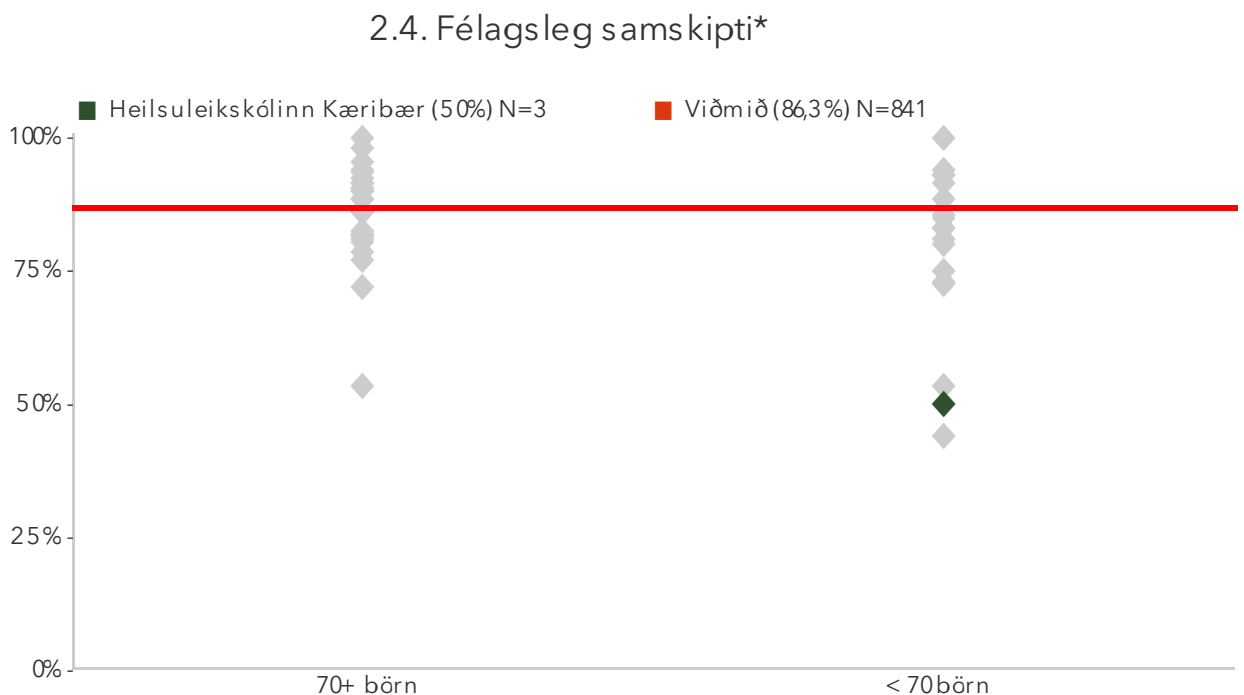 2.4. Félagsleg samskipti*
Heilsuleikskólinn Kæribær (50%) N=3
Viðmið (86,3%) N=841
100%
75%
50%
25%
0%
70+ börn
< 70 börn